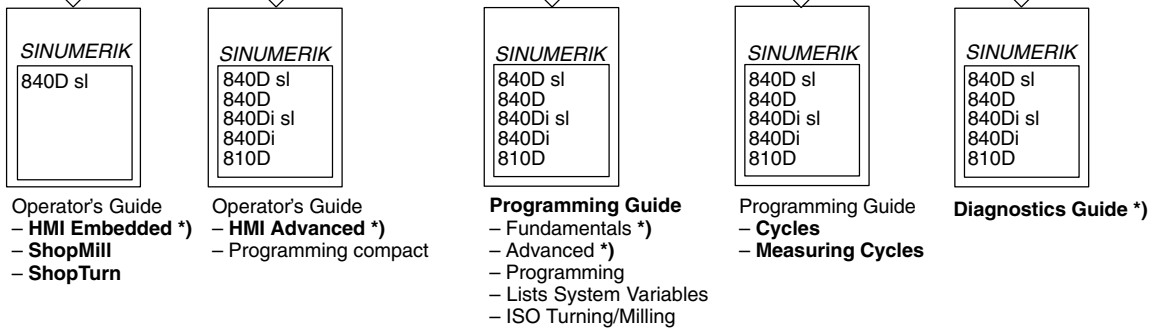 SINUMERIK
840D sl
Operator's Guide
– HMI Embedded *)
– ShopMill
– ShopTurn
SINUMERIK
840D sl
840D
840Di sl
840Di
810D
Operator's Guide
– HMI Advanced *)
– Programming compact
SINUMERIK
840D sl
840D
840Di sl
840Di
810D
Programming Guide
– Fundamentals *)
– Advanced *)
– Programming
– Lists System Variables
– ISO Turning/Milling
SINUMERIK
840D sl
840D
840Di sl
840Di
810D
Programming Guide
– Cycles
– Measuring Cycles
SINUMERIK
840D sl
840D
840Di sl
840Di
810D
Diagnostics Guide *)